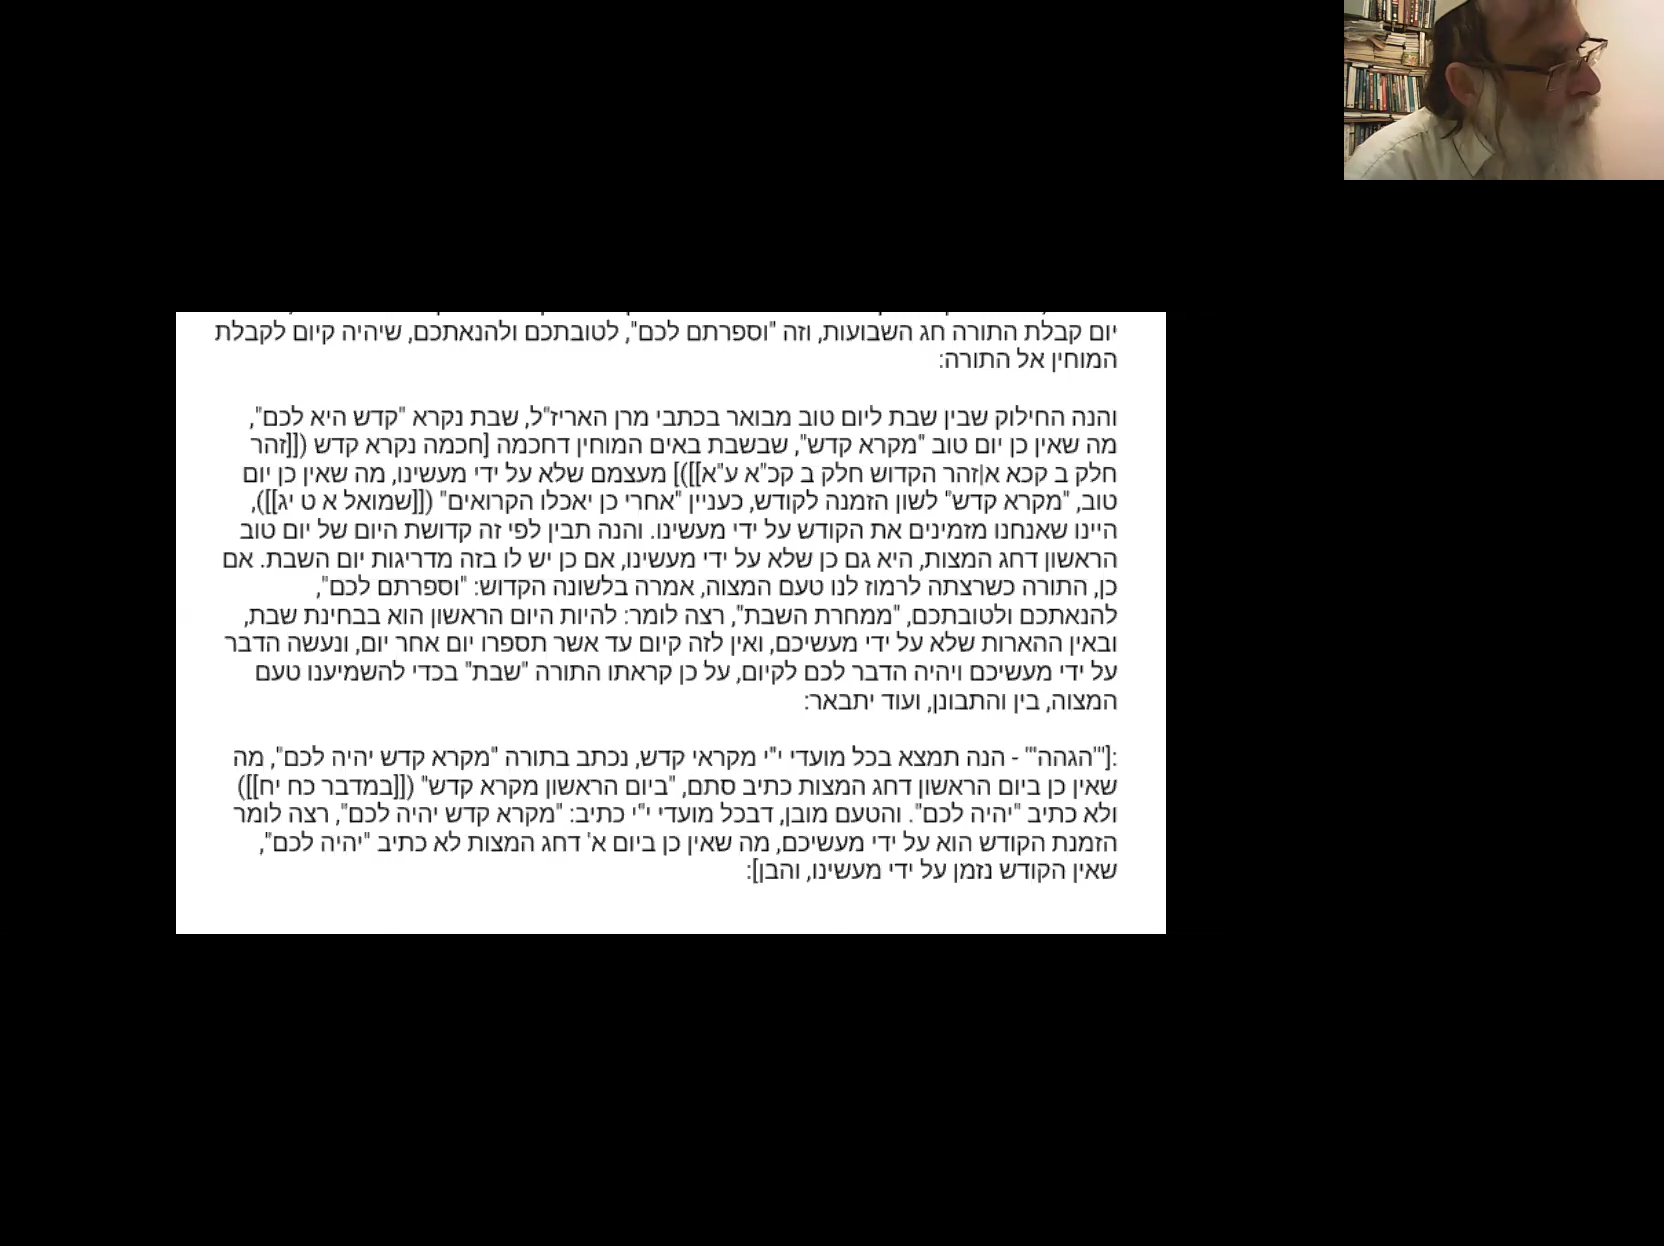 יום קבלת התורה חג השבועות, וזה "וספרתם לכם", לטובתכם ולהנאתכם, שיהיה קיום לקבלת
המוחין אל התורה:
והנה החילוק שבין שבת ליום טוב מבואר בכתבי מרן האריז"ל, שבת נקרא "קדש היא לכם",
מה שאין כן יום טוב "מקרא קדש", שבשבת באים המוחין דחכמה [חכמה נקרא קדש ([[זהר
חלק ב קכא א|זהר הקדוש חלק ב קכ"א ע"א]])] מעצמם שלא על ידי מעשינו, מה שאין כן יום
טוב, "מקרא קדש" לשון הזמנה לקודש, כעניין "אחרי כן יאכלו הקרואים" ([[שמואל א ט יג]]),
היינו שאנחנו מזמינים את הקודש על ידי מעשינו. והנה תבין לפי זה קדושת היום של יום טוב
הראשון דחג המצות, היא גם כן שלא על ידי מעשינו, אם כן יש לו בזה מדריגות יום השבת. אם
כן, התורה כשרצתה לרמוז לנו טעם המצוה, אמרה בלשונה הקדוש: "וספרתם לכם",
להנאתכם ולטובתכם, "ממחרת השבת", רצה לומר: להיות היום הראשון הוא בבחינת שבת,
ובאין ההארות שלא על ידי מעשיכם, ואין לזה קיום עד אשר תספרו יום אחר יום, ונעשה הדבר
על ידי מעשיכם ויהיה הדבר לכם לקיום, על כן קראתו התורה "שבת" בכדי להשמיענו טעם
המצוה, בין והתבונן, ועוד יתבאר:
:['''הגהה''' - הנה תמצא בכל מועדי י"י מקראי קדש, נכתב בתורה "מקרא קדש יהיה לכם", מה
שאין כן ביום הראשון דחג המצות כתיב סתם, "ביום הראשון מקרא קדש" ([[במדבר כח יח]])
ולא כתיב "יהיה לכם". והטעם מובן, דבכל מועדי י"י כתיב: "מקרא קדש יהיה לכם", רצה לומר
הזמנת הקודש הוא על ידי מעשיכם, מה שאין כן ביום א' דחג המצות לא כתיב "יהיה לכם",
שאין הקודש נזמן על ידי מעשינו, והבן]: